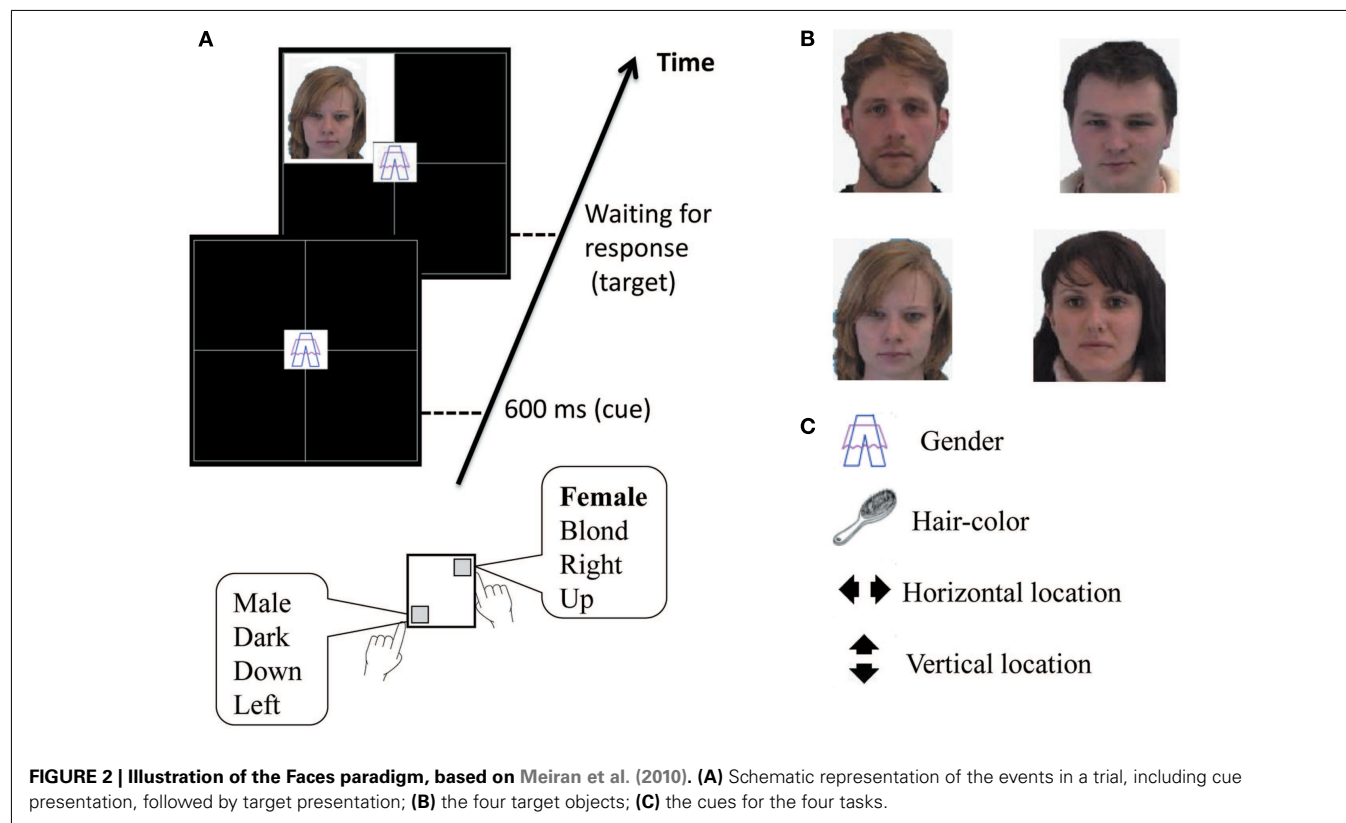 A
Time
Waiting for
response
(target)
600 ms (cue)
Female
Blond
Right
Up
Male
Dark
Down
Left
B
C
Gender
Hair-color
Horizontal location
Vertical location
FIGURE 2 | Illustration of the Faces paradigm, based on Meiran et al. (2010). (A) Schematic representation of the events in a trial, including cue
presentation, followed by target presentation; (B) the four target objects; (C) the cues for the four tasks.